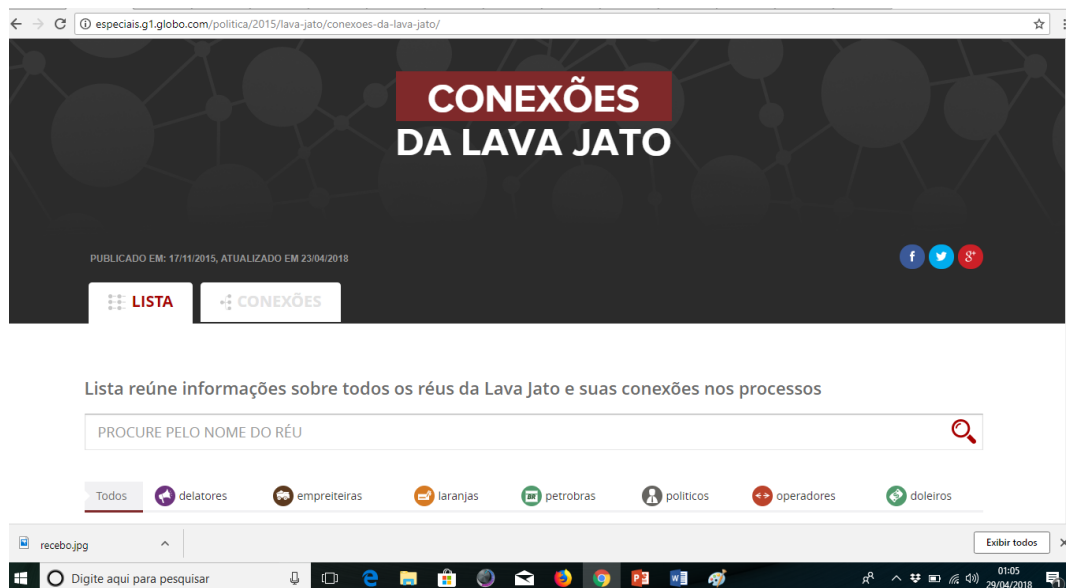 especiais.g1.globo.com/politica/2015/lava-jato/conexoes-da-lava-jato/
CONEXÕES
DA LAVA JATO
PUBLICADO EM: 17/11/2015, ATUALIZADO EM 23/04/2018
f
g+
LISTA
CONEXÕES
Lista reúne informações sobre todos os réus da Lava Jato e suas conexões nos processos
PROCURE PELO NOME DO RÉU
Todos delatores empreiteiras laranjas BR petrobras politicos operadores doleiros
recebo.jpg
Exibir todos
Digite aqui para pesquisar
01:05
29/04/2018